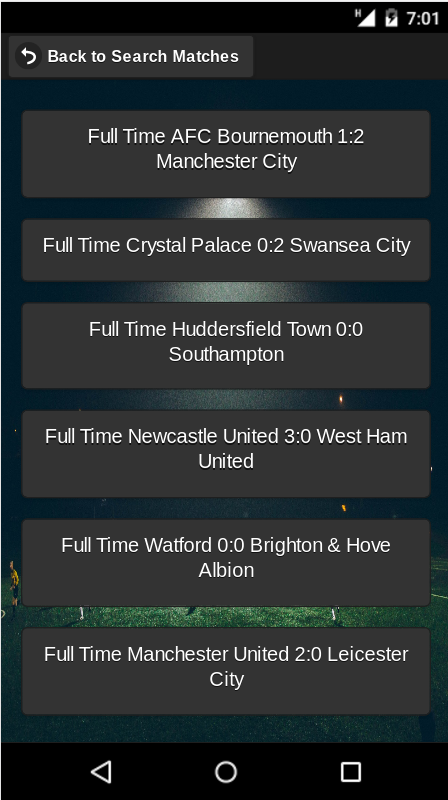 H 7:01
Back to Search Matches
Full Time AFC Bournemouth 1:2
Manchester City
Full Time Crystal Palace 0:2 Swansea City
Full Time Huddersfield Town 0:0
Southampton
Full Time Newcastle United 3:0 West Ham
United
Full Time Watford 0:0 Brighton & Hove
Albion
Full Time Manchester United 2:0 Leicester
City